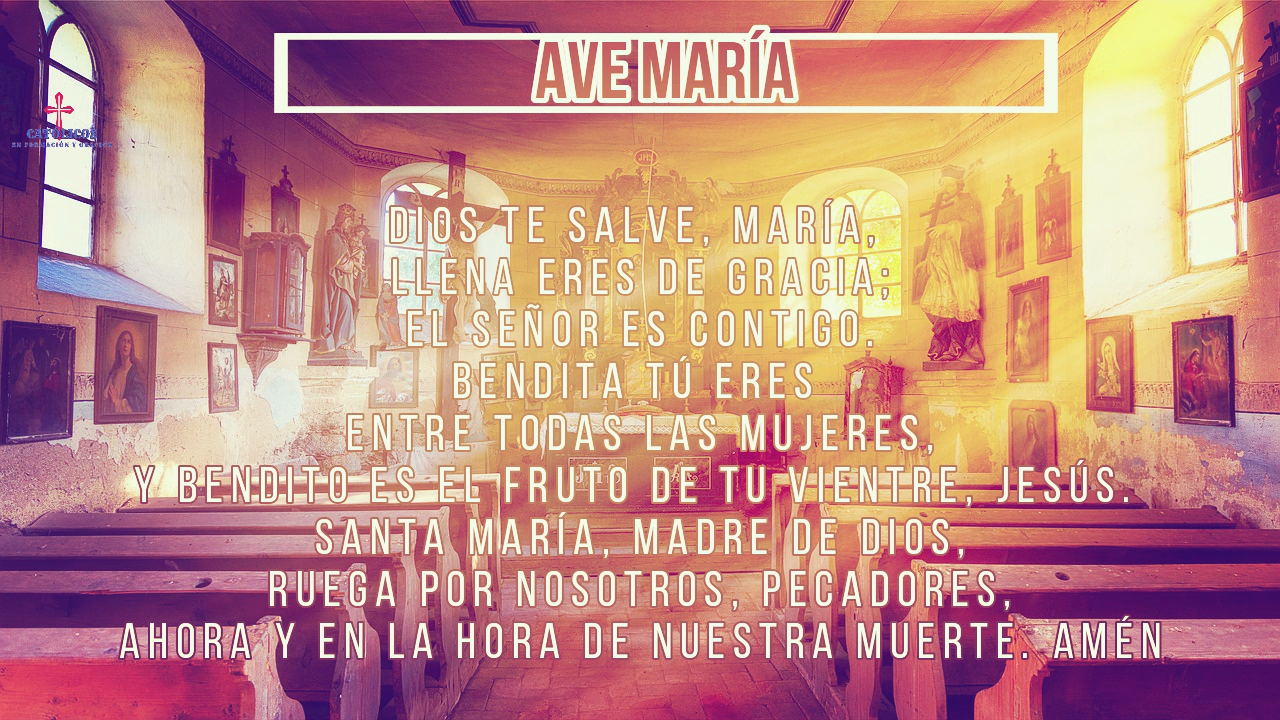 AVE MARÍA
CATÓLICOS
DIOS TE SALVE, MARÍA,
LLENA ERES DE GRACIA;
EL SEÑOR ES CONTIGO.
BENDITA TÚ ERES
ENTRE TODAS LAS MUJERES,
Y BENDITO ES EL FRUTO DE TU VIENTRE, JESÚS.
SANTA MARÍA, MADRE DE DIOS,
RUEGA POR NOSOTROS, PECADORES,
AHORA Y EN LA HORA DE NUESTRA MUERTE. AMÉN